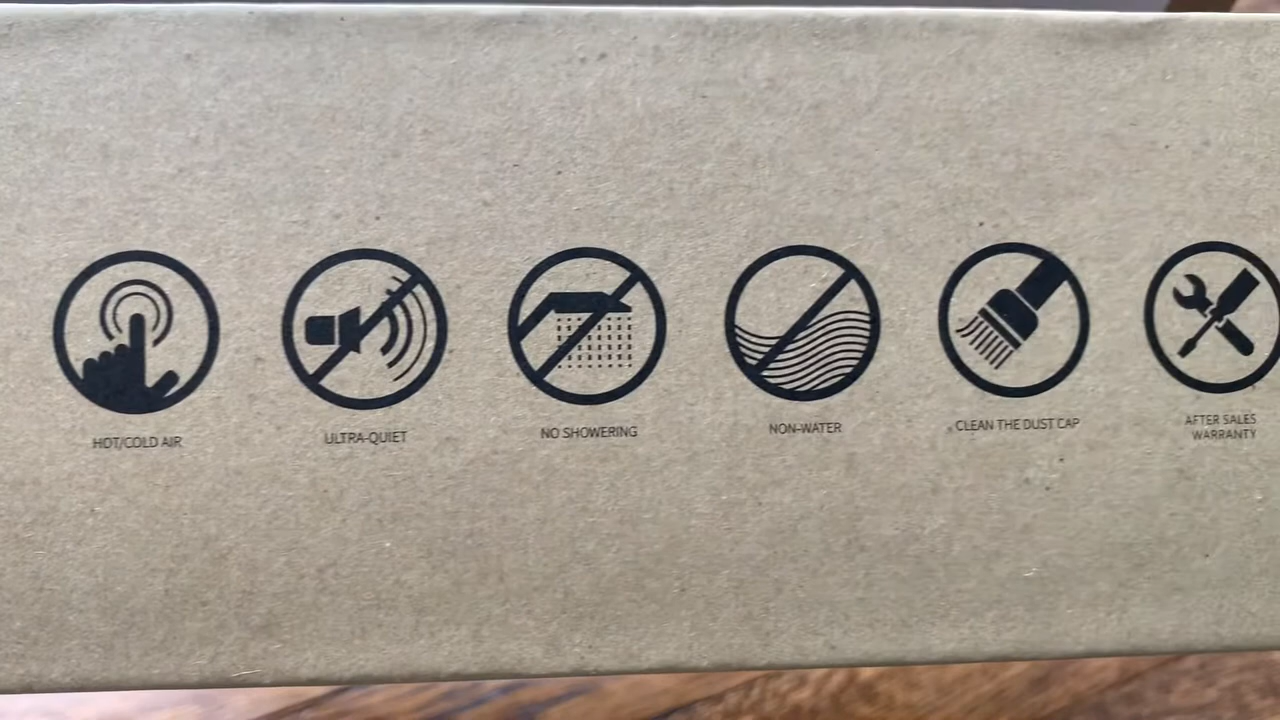 HOT/COLD AIR
ULTRA-QUIET
NO SHOWERING
NON-WATER
CLEAN THE DUST CAP
AFTER SALES
WARRANTY